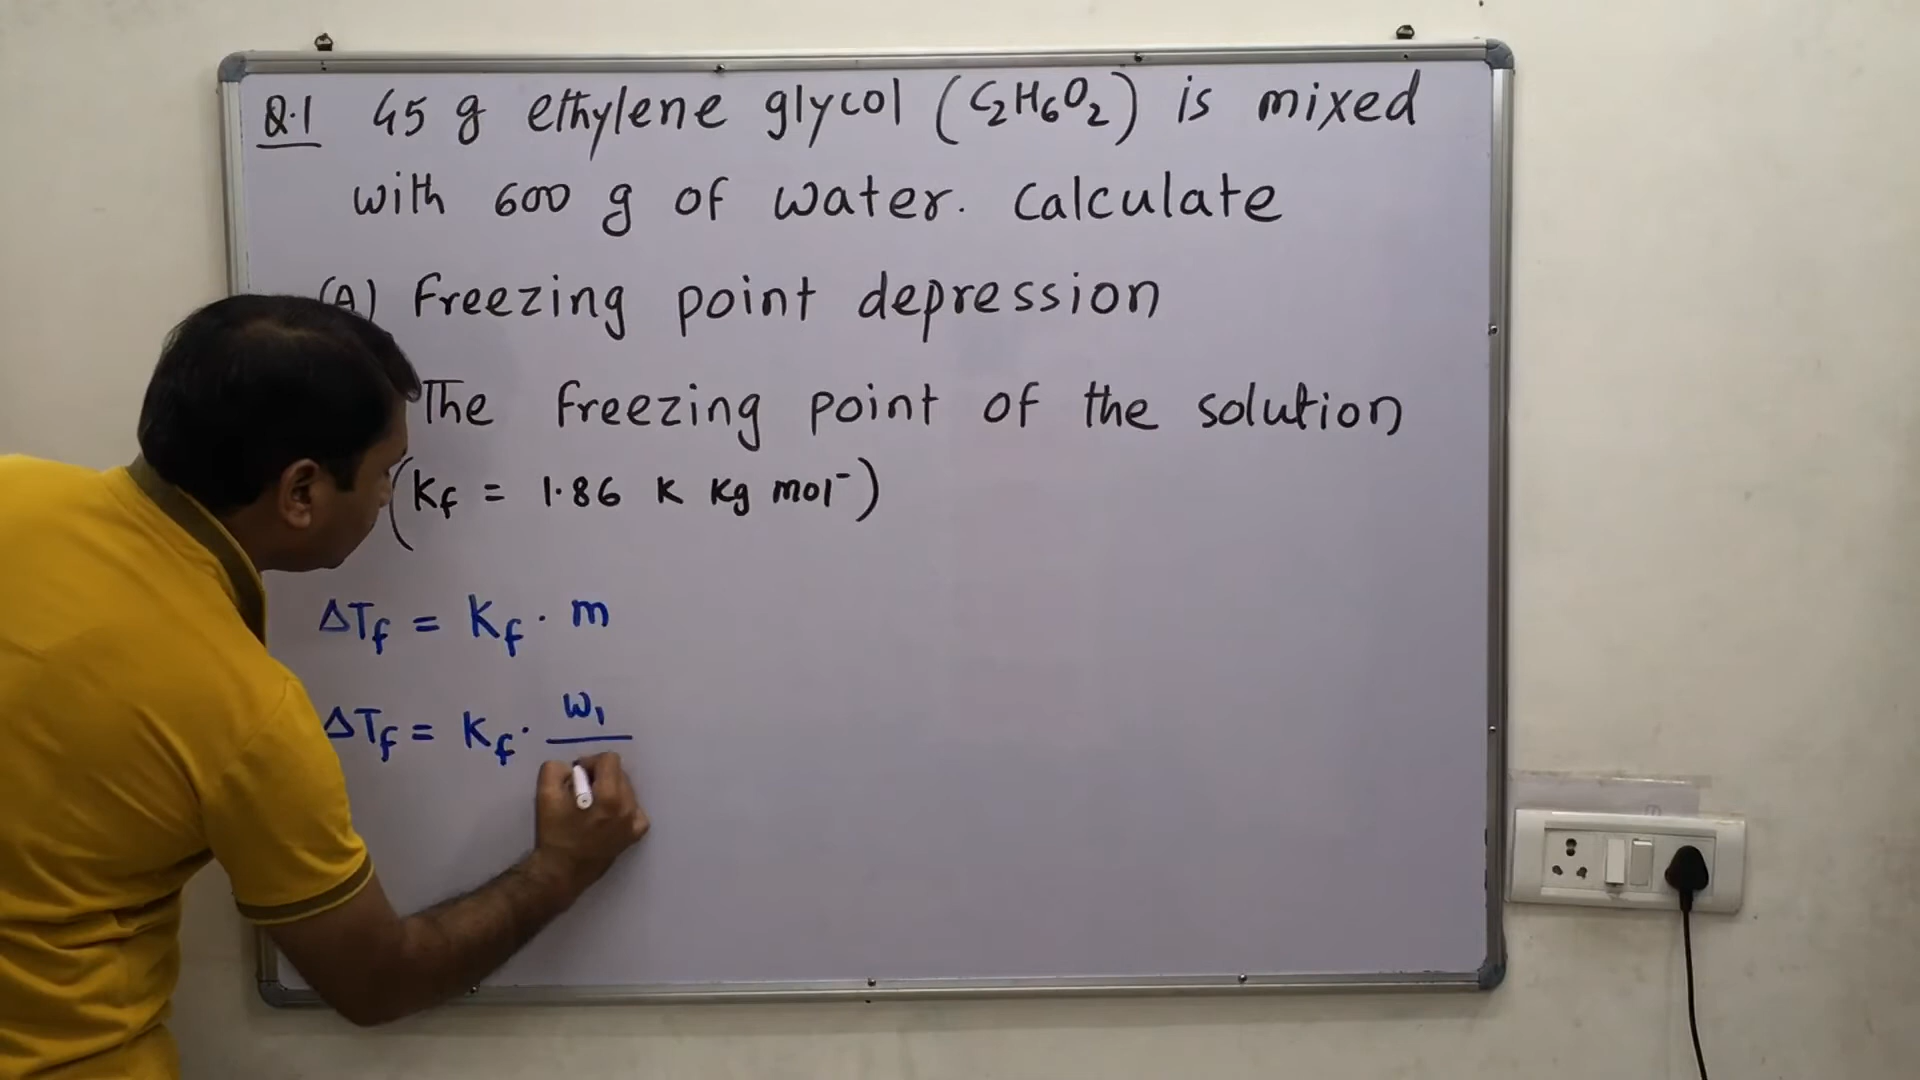 Q.1 45 g ethylene glycol (C₂H₆O₂) is mixed
with 600 g of water. Calculate
(A) Freezing point depression
The freezing point of the solution
(Kf = 1.86 K Kg mol⁻)
ΔTf = Kf · m
ΔTf = Kf · w₁